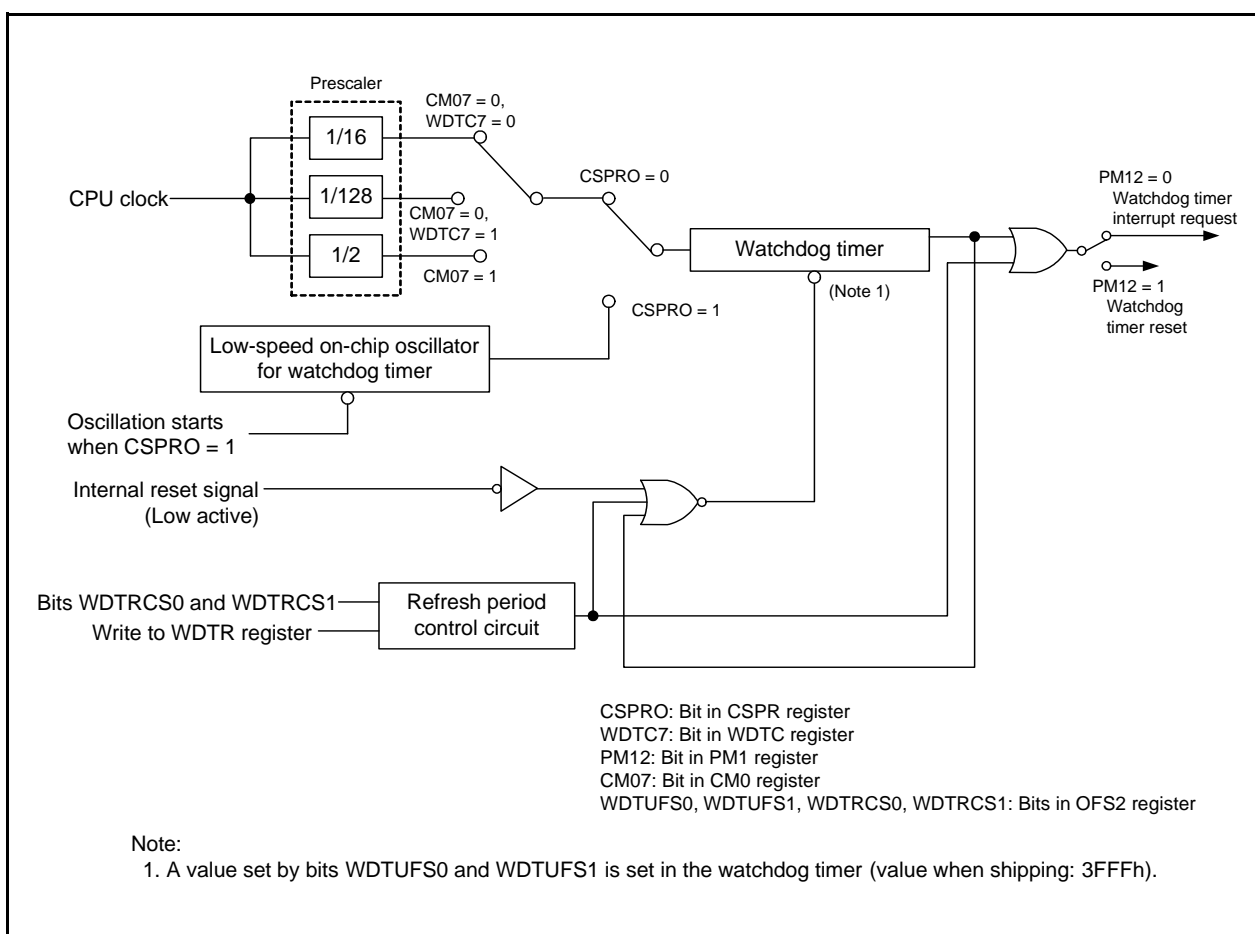 Prescaler
CM07 = 0,
WDTC7 = 0
1/16
CSPRO = 0
PM12 = 0
Watchdog timer
interrupt request
CPU clock
1/128
CM07 = 0,
WDTC7 = 1
1/2
CM07 = 1
Watchdog timer
(Note 1)
PM12 = 1
Watchdog
timer reset
CSPRO = 1
Low-speed on-chip oscillator
for watchdog timer
Oscillation starts
when CSPRO = 1
Internal reset signal
(Low active)
Bits WDTRCS0 and WDTRCS1
Write to WDTR register
Refresh period
control circuit
CSPRO: Bit in CSPR register
WDTC7: Bit in WDTC register
PM12: Bit in PM1 register
CM07: Bit in CM0 register
WDTUFS0, WDTUFS1, WDTRCS0, WDTRCS1: Bits in OFS2 register
Note:
1. A value set by bits WDTUFS0 and WDTUFS1 is set in the watchdog timer (value when shipping: 3FFFh).